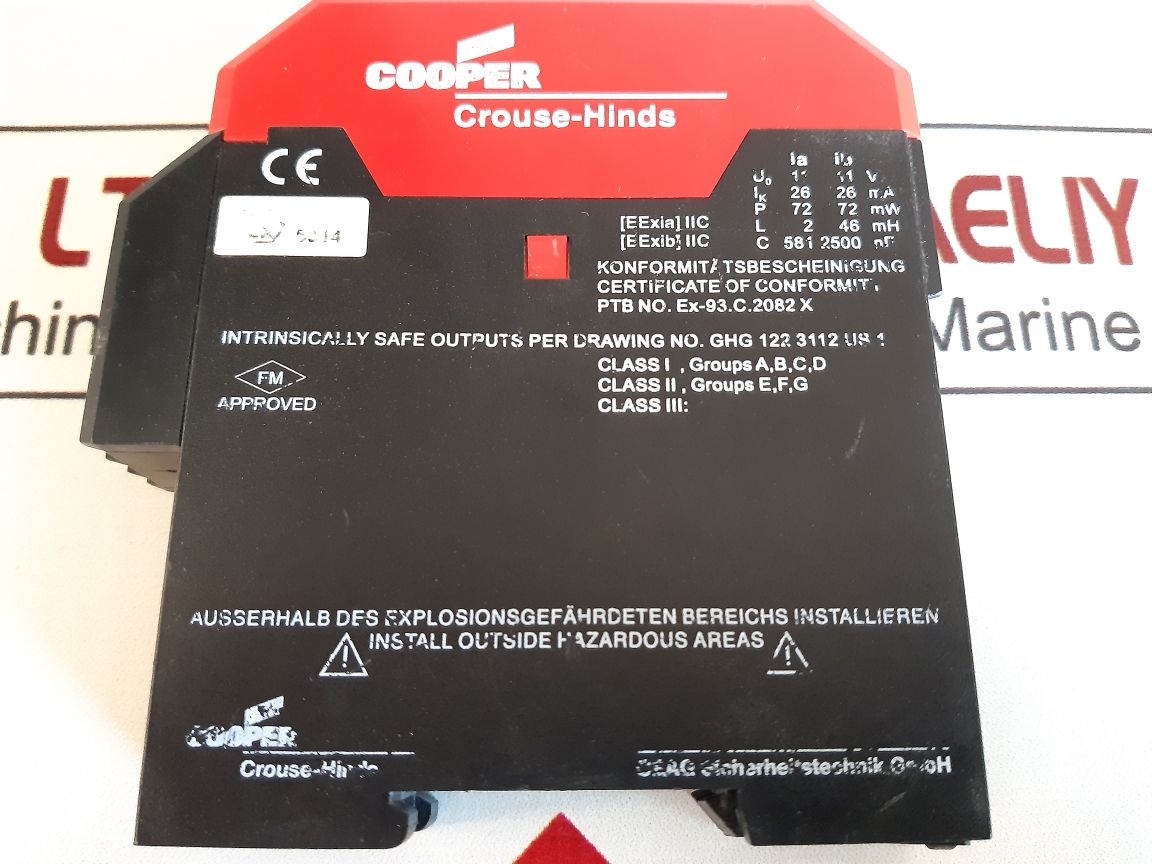 COOPER
Crouse-Hinds
CE
ia ib
U₀ 11 11 V
Iₖ 26 26 mA
P 72 72 mW
[EExia] IIC L 2 46 mH
[EExib] IIC C 581 2500 nF
KONFORMITÄTSBESCHEINIGUNG
CERTIFICATE OF CONFORMITY
PTB NO. Ex-93.C.2082 X
INTRINSICALLY SAFE OUTPUTS PER DRAWING NO. GHG 122 3112 US 1
CLASS I , Groups A,B,C,D
FM
CLASS II , Groups E,F,G
APPROVED
CLASS III:
AUSSERHALB DES EXPLOSIONSGEFÄHRDETEN BEREICHS INSTALLIEREN
INSTALL OUTSIDE HAZARDOUS AREAS
COOPER
Crouse-Hinds
CEAG Sicherheitstechnik GmbH
LT AELIY
Marine